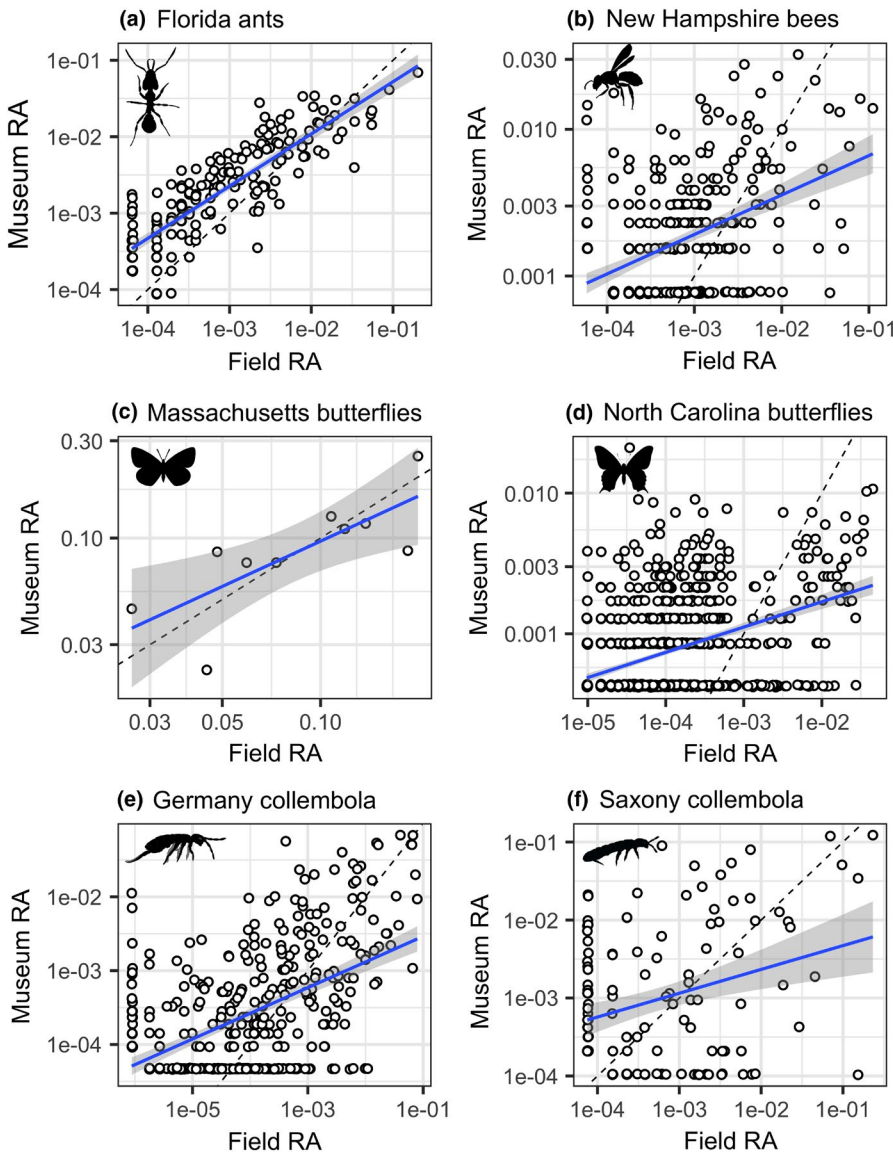 (a) Florida ants
1e-01
1e-02
1e-03
1e-04
Museum RA
1e-04 1e-03 1e-02 1e-01
Field RA
(b) New Hampshire bees
0.030
0.010
0.003
0.001
Museum RA
1e-04 1e-03 1e-02 1e-01
Field RA
(c) Massachusetts butterflies
0.30
0.10
0.03
Museum RA
0.03 0.05 0.10
Field RA
(d) North Carolina butterflies
0.010
0.003
0.001
Museum RA
1e-05 1e-04 1e-03 1e-02
Field RA
(e) Germany collembola
1e-02
1e-03
1e-04
Museum RA
1e-05 1e-03 1e-01
Field RA
(f) Saxony collembola
1e-01
1e-02
1e-03
1e-04
Museum RA
1e-04 1e-03 1e-02 1e-01
Field RA